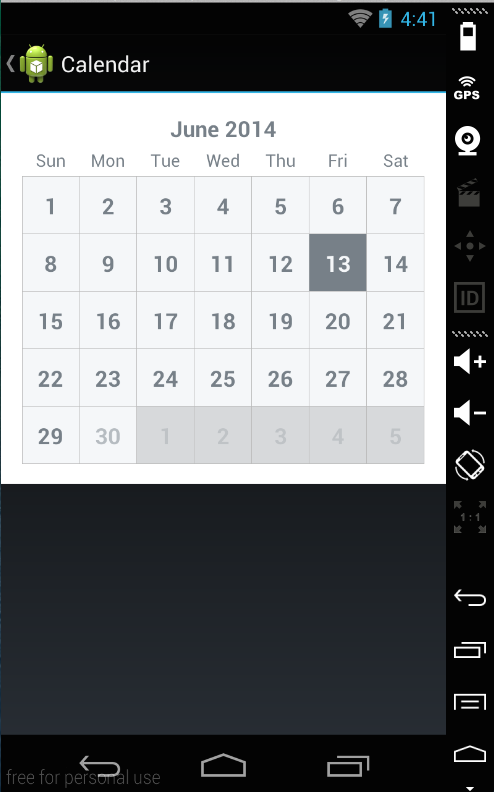 4:41
Calendar
GPS
June 2014
Sun Mon Tue Wed Thu Fri Sat
1 2 3 4 5 6 7
8 9 10 11 12 13 14
15 16 17 18 19 20 21
22 23 24 25 26 27 28
29 30 1 2 3 4 5
ID
1:1
free for personal use